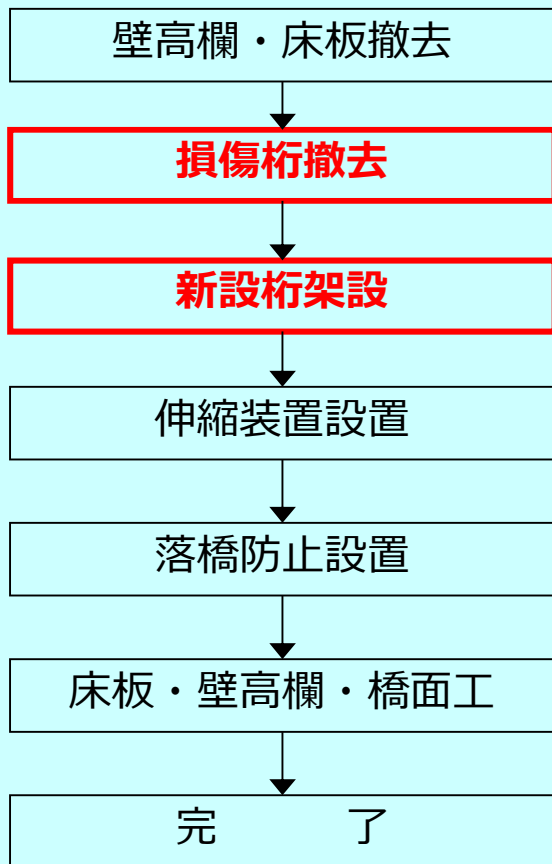 壁高欄・床板撤去
損傷桁撤去
新設桁架設
伸縮装置設置
落橋防止設置
床板・壁高欄・橋面工
完　　　了